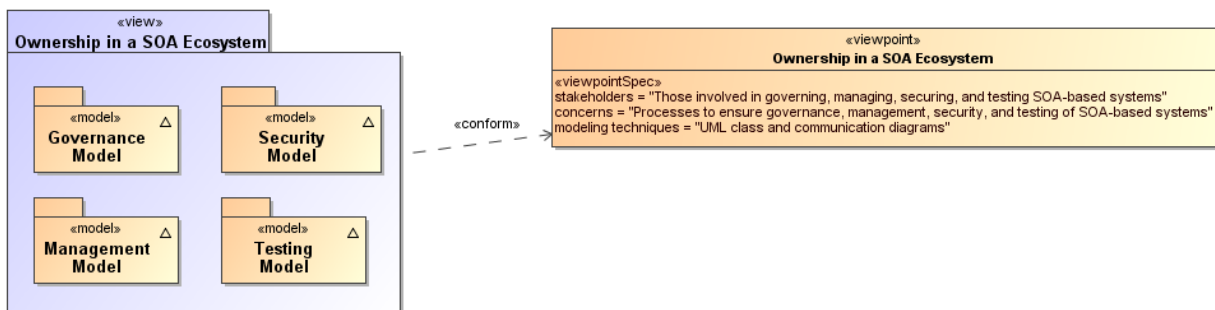 «view»
Ownership in a SOA Ecosystem
«model»
Governance
Model
«model»
Security
Model
«model»
Management
Model
«model»
Testing
Model
«conform»
«viewpoint»
Ownership in a SOA Ecosystem
«viewpointSpec»
stakeholders = "Those involved in governing, managing, securing, and testing SOA-based systems"
concerns = "Processes to ensure governance, management, security, and testing of SOA-based systems"
modeling techniques = "UML class and communication diagrams"